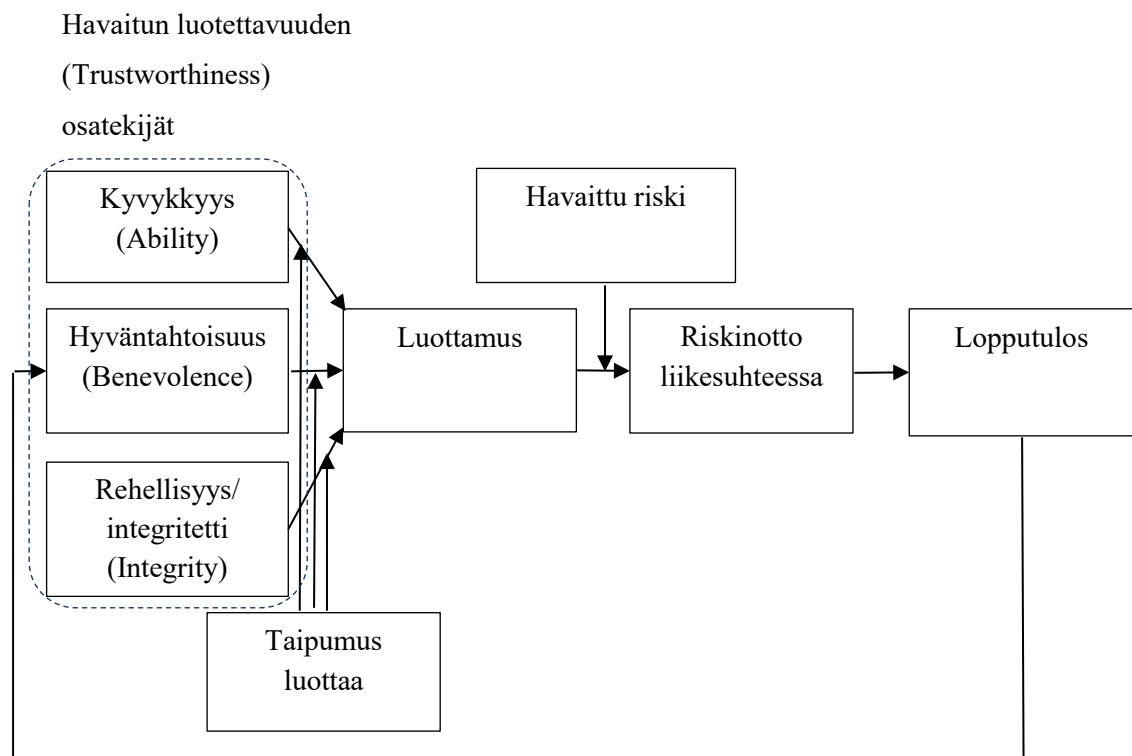 Havaitun luotettavuuden
(Trustworthiness)
osatekijät
Kyvykkyys
(Ability)
Havaittu riski
Hyväntahtoisuus
(Benevolence)
Luottamus
Riskinotto
liikesuhteessa
Lopputulos
Rehellisyys/
integritetti
(Integrity)
Taipumus
luottaa